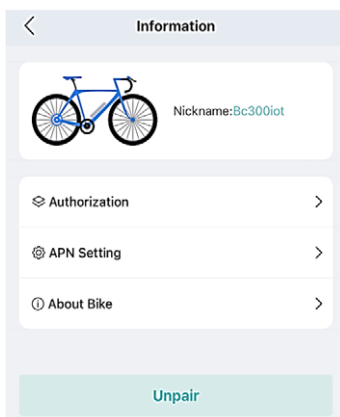 Information
Nickname:Bc300iot
Authorization
APN Setting
About Bike
Unpair